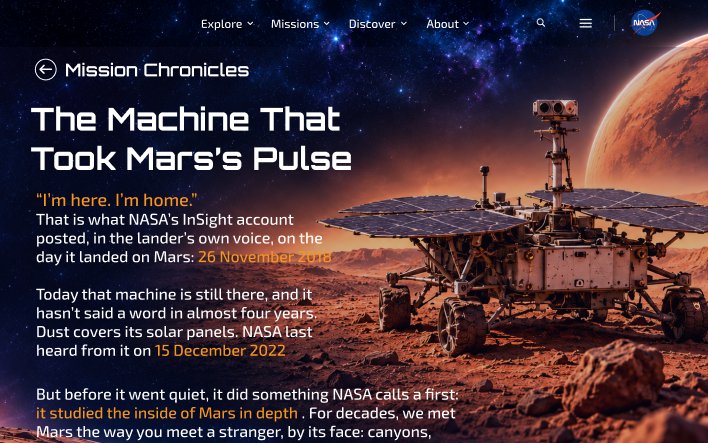 Explore Missions Discover About
NASA
Mission Chronicles
The Machine That
Took Mars’s Pulse
“I’m here. I’m home.”
That is what NASA’s InSight account
posted, in the lander’s own voice, on the
day it landed on Mars: 26 November 2018
Today that machine is still there, and it
hasn’t said a word in almost four years.
Dust covers its solar panels. NASA last
heard from it on 15 December 2022
But before it went quiet, it did something NASA calls a first:
it studied the inside of Mars in depth . For decades, we met
Mars the way you meet a stranger, by its face: canyons,